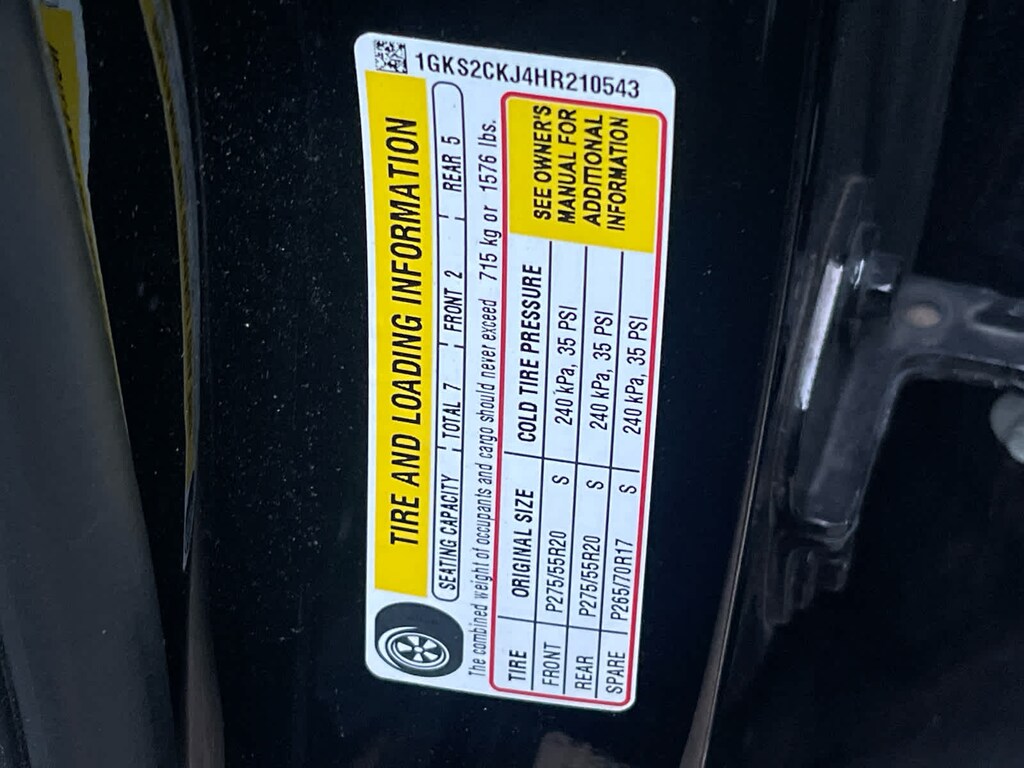 1GKS2CKJ4HR210543
TIRE AND LOADING INFORMATION
SEATING CAPACITY TOTAL 7 FRONT 2 REAR 5
The combined weight of occupants and cargo should never exceed 715 kg or 1576 lbs.
TIRE ORIGINAL SIZE COLD TIRE PRESSURE
FRONT P275/55R20 S 240 kPa, 35 PSI
REAR P275/55R20 S 240 kPa, 35 PSI
SPARE P265/70R17 S 240 kPa, 35 PSI
SEE OWNER'S
MANUAL FOR
ADDITIONAL
INFORMATION